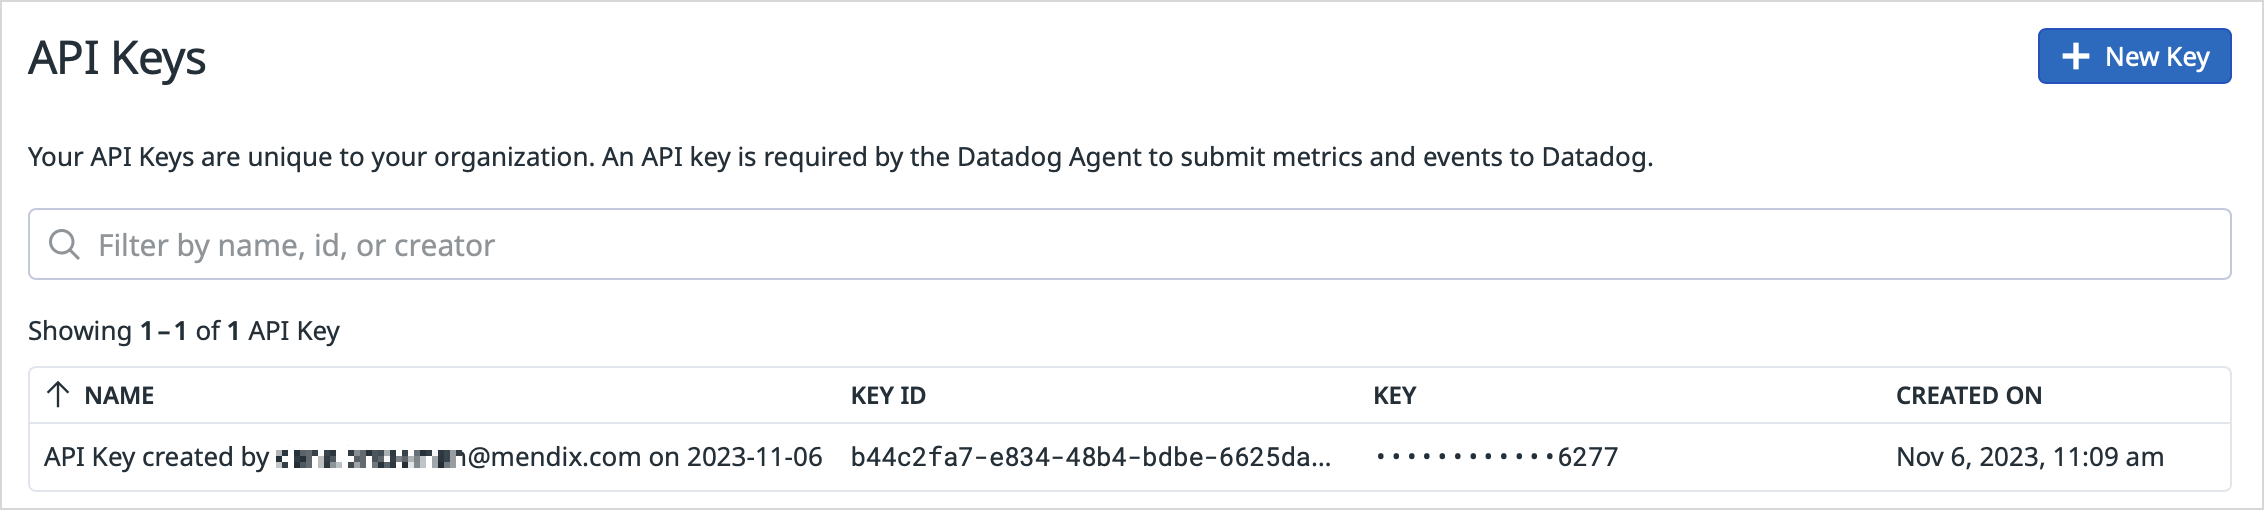 API Keys
New Key
Your API Keys are unique to your organization. An API key is required by the Datadog Agent to submit metrics and events to Datadog.
Filter by name, id, or creator
Showing 1–1 of 1 API Key
NAME KEY ID KEY CREATED ON
API Key created by @mendix.com on 2023-11-06 b44c2fa7-e834-48b4-bdbe-6625da... ············6277 Nov 6, 2023, 11:09 am